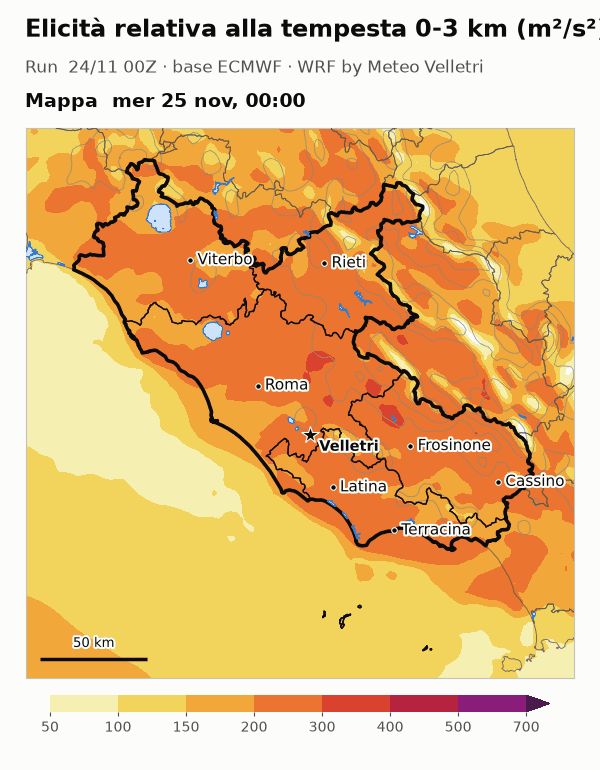 Elicità relativa alla tempesta 0-3 km (m²/s²)
Run 24/11 00Z · base ECMWF · WRF by Meteo Velletri
Mappa mer 25 nov, 00:00
Viterbo
Rieti
Roma
Velletri
Frosinone
Latina
Cassino
Terracina
50 km
50 100 150 200 300 400 500 700